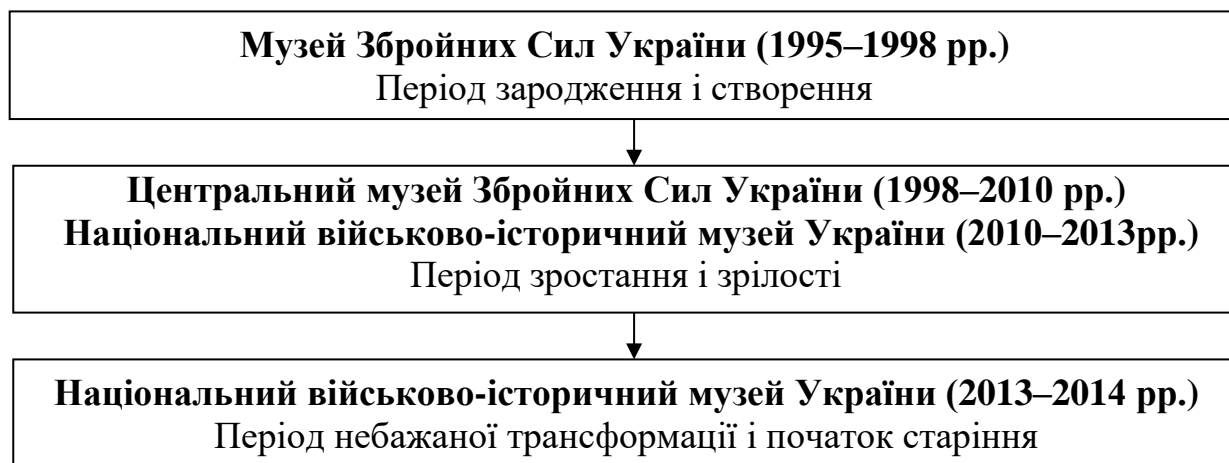 Музей Збройних Сил України (1995–1998 рр.)
Період зародження і створення
Центральний музей Збройних Сил України (1998–2010 рр.)
Національний військово-історичний музей України (2010–2013рр.)
Період зростання і зрілості
Національний військово-історичний музей України (2013–2014 рр.)
Період небажаної трансформації і початок старіння